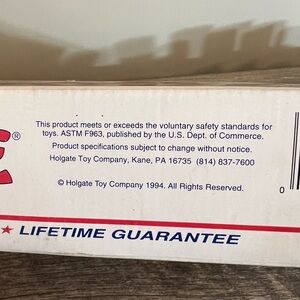 ®
This product meets or exceeds the voluntary safety standards for
toys. ASTM F963, published by the U.S. Dept. of Commerce.
Product specifications subject to change without notice.
Holgate Toy Company, Kane, PA 16735 (814) 837-7600
© Holgate Toy Company 1994. All Rights Reserved.
0
★ LIFETIME GUARANTEE